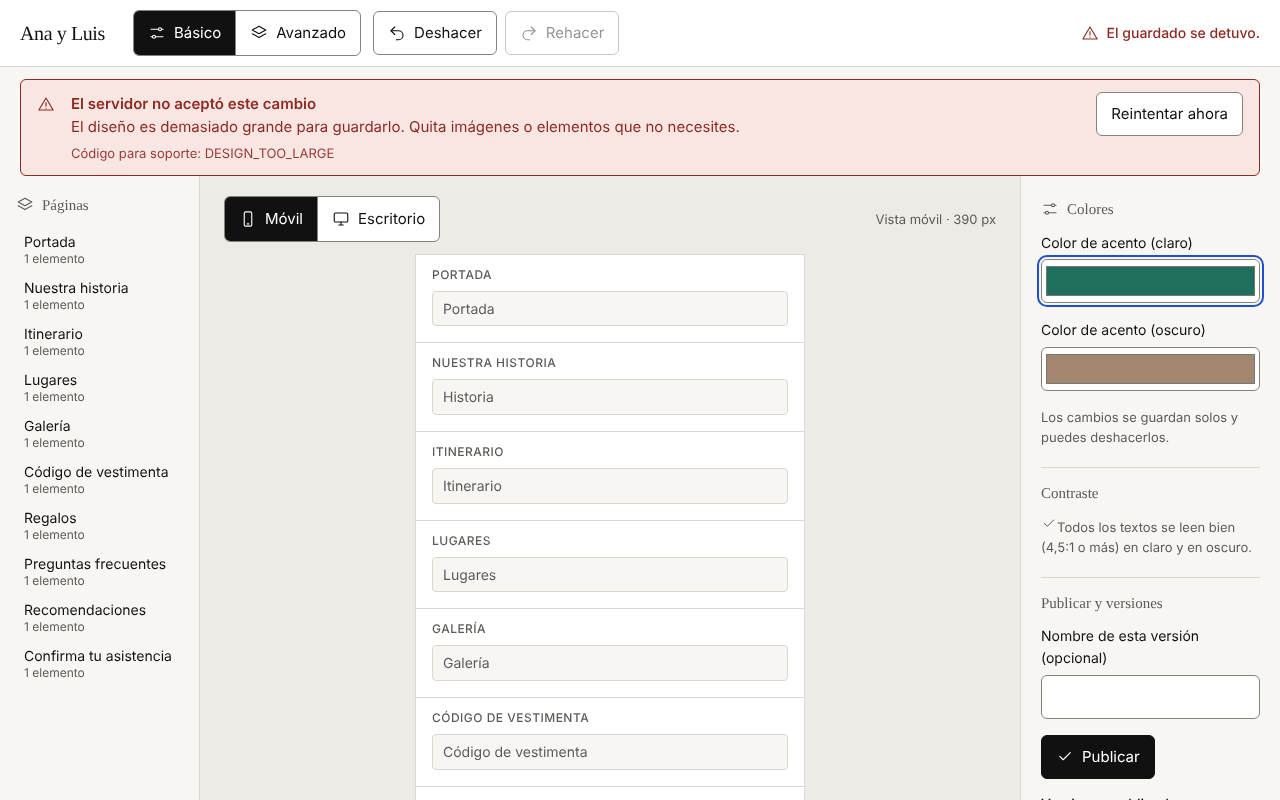 Ana y Luis
Básico
Avanzado
Deshacer
Rehacer
El guardado se detuvo.
El servidor no aceptó este cambio
El diseño es demasiado grande para guardarlo. Quita imágenes o elementos que no necesites.
Código para soporte: DESIGN_TOO_LARGE
Reintentar ahora
Páginas
Portada
1 elemento
Nuestra historia
1 elemento
Itinerario
1 elemento
Lugares
1 elemento
Galería
1 elemento
Código de vestimenta
1 elemento
Regalos
1 elemento
Preguntas frecuentes
1 elemento
Recomendaciones
1 elemento
Confirma tu asistencia
1 elemento
Móvil
Escritorio
Vista móvil · 390 px
PORTADA
Portada
NUESTRA HISTORIA
Historia
ITINERARIO
Itinerario
LUGARES
Lugares
GALERÍA
Galería
CÓDIGO DE VESTIMENTA
Código de vestimenta
Colores
Color de acento (claro)
Color de acento (oscuro)
Los cambios se guardan solos y
puedes deshacerlos.
Contraste
Todos los textos se leen bien
(4,5:1 o más) en claro y en oscuro.
Publicar y versiones
Nombre de esta versión
(opcional)
Publicar